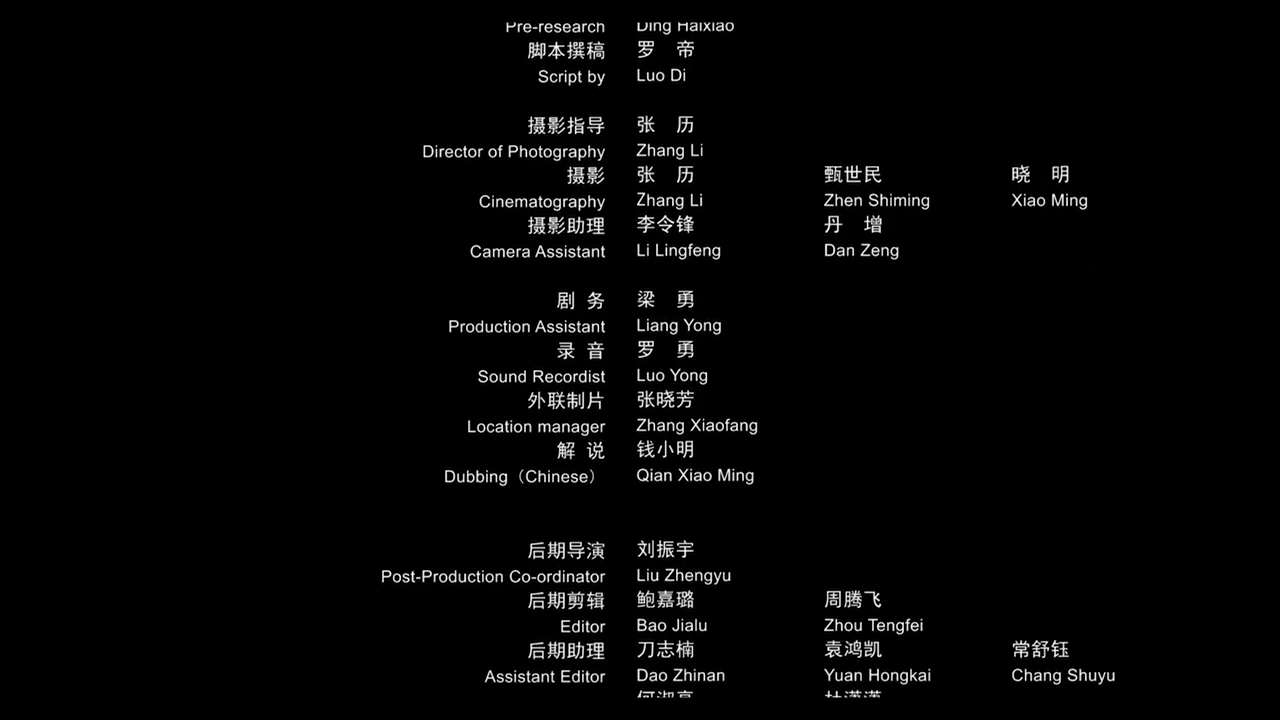 Pre-research Ding Haixiao
脚本撰稿 罗 帝
Script by Luo Di
摄影指导 张 历
Director of Photography Zhang Li
摄影 张 历 甄世民 晓 明
Cinematography Zhang Li Zhen Shiming Xiao Ming
摄影助理 李令锋 丹 增
Camera Assistant Li Lingfeng Dan Zeng
剧 务 梁 勇
Production Assistant Liang Yong
录 音 罗 勇
Sound Recordist Luo Yong
外联制片 张晓芳
Location manager Zhang Xiaofang
解 说 钱小明
Dubbing（Chinese） Qian Xiao Ming
后期导演 刘振宇
Post-Production Co-ordinator Liu Zhengyu
后期剪辑 鲍嘉璐 周腾飞
Editor Bao Jialu Zhou Tengfei
后期助理 刀志楠 袁鸿凯 常舒钰
Assistant Editor Dao Zhinan Yuan Hongkai Chang Shuyu